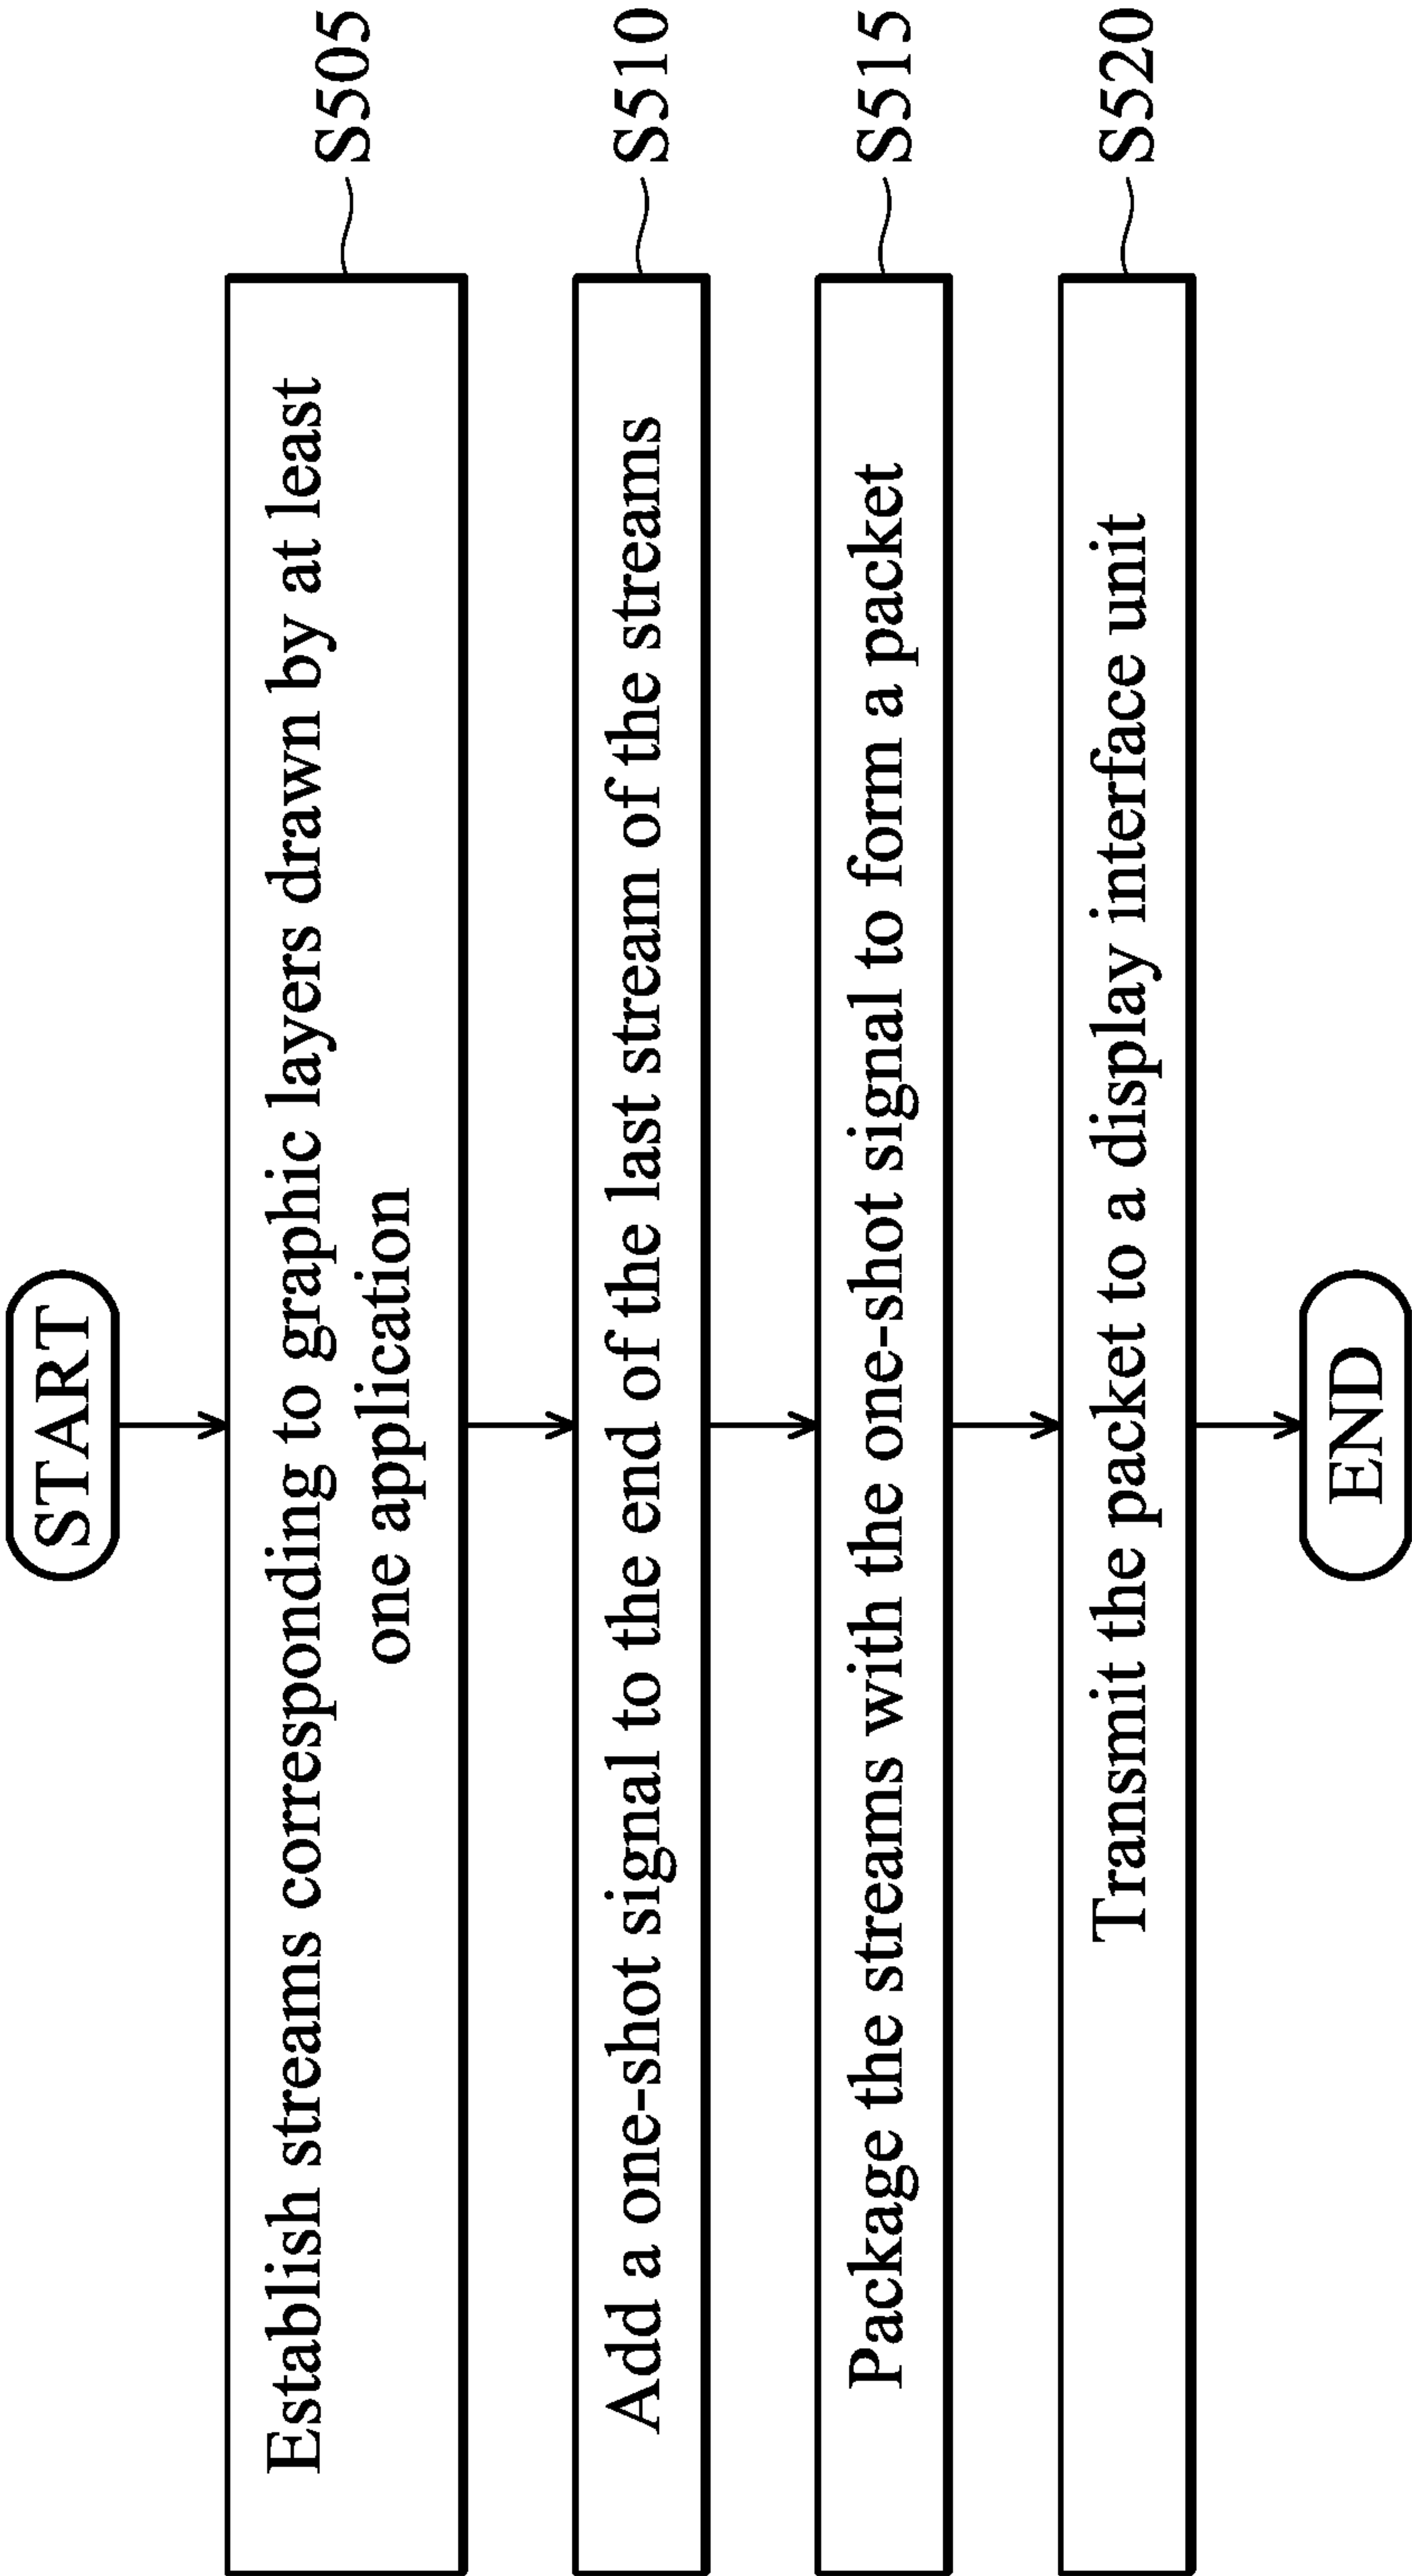 START
Establish streams corresponding to graphic layers drawn by at least
one application
S505
Add a one-shot signal to the end of the last stream of the streams
S510
Package the streams with the one-shot signal to form a packet
S515
Transmit the packet to a display interface unit
S520
END